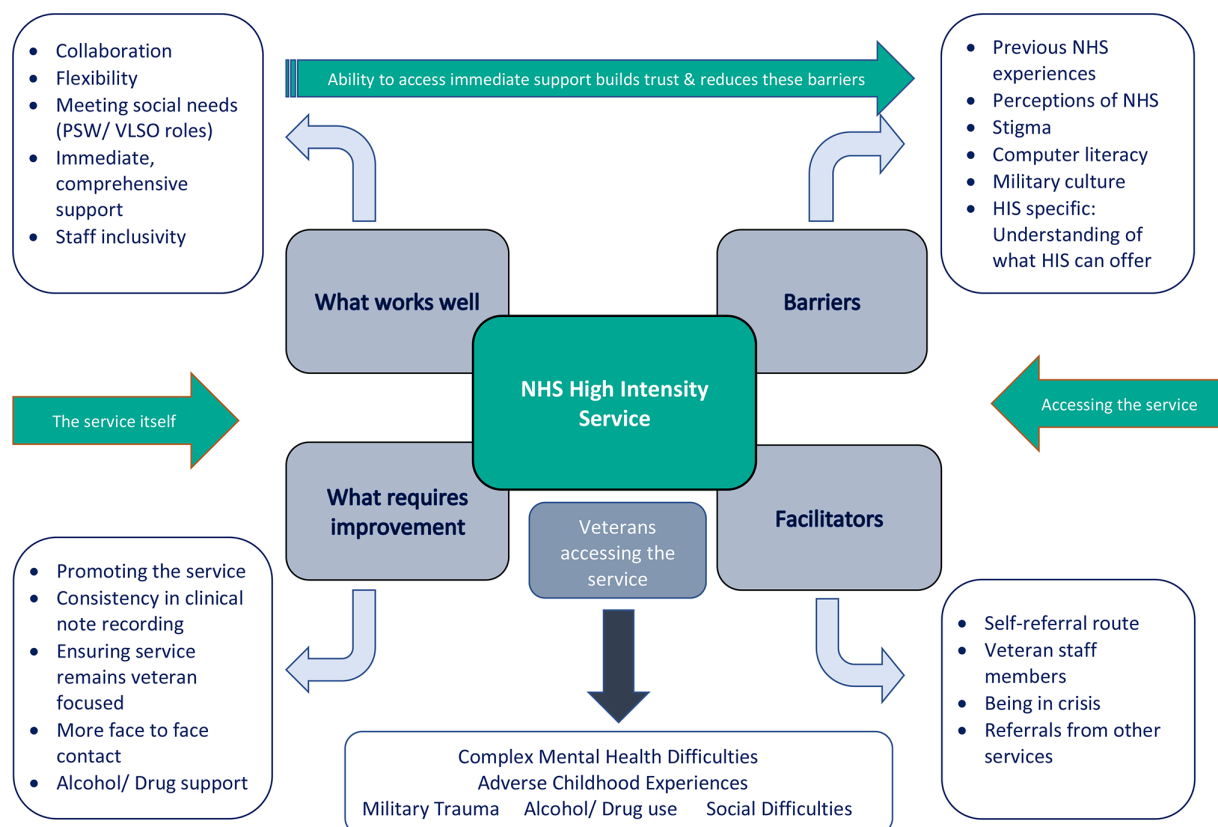 • Collaboration
• Flexibility
• Meeting social needs
(PSW/ VLSO roles)
• Immediate,
comprehensive
support
• Staff inclusivity
Ability to access immediate support builds trust & reduces these barriers
• Previous NHS
experiences
• Perceptions of NHS
• Stigma
• Computer literacy
• Military culture
• HIS specific:
Understanding of
what HIS can offer
What works well
Barriers
NHS High Intensity
Service
The service itself
Accessing the service
What requires
improvement
Veterans
accessing the
service
Facilitators
• Promoting the service
• Consistency in clinical
note recording
• Ensuring service
remains veteran
focused
• More face to face
contact
• Alcohol/ Drug support
• Self-referral route
• Veteran staff
members
• Being in crisis
• Referrals from other
services
Complex Mental Health Difficulties
Adverse Childhood Experiences
Military Trauma Alcohol/ Drug use Social Difficulties